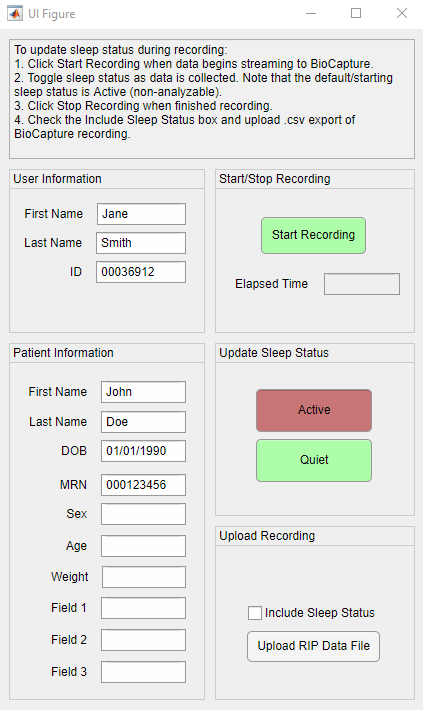 UI Figure
To update sleep status during recording:
1. Click Start Recording when data begins streaming to BioCapture.
2. Toggle sleep status as data is collected. Note that the default/starting
sleep status is Active (non-analyzable).
3. Click Stop Recording when finished recording.
4. Check the Include Sleep Status box and upload .csv export of
BioCapture recording.
User Information
First Name Jane
Last Name Smith
ID 00036912
Start/Stop Recording
Start Recording
Elapsed Time
Patient Information
First Name John
Last Name Doe
DOB 01/01/1990
MRN 000123456
Sex
Age
Weight
Field 1
Field 2
Field 3
Update Sleep Status
Active
Quiet
Upload Recording
Include Sleep Status
Upload RIP Data File